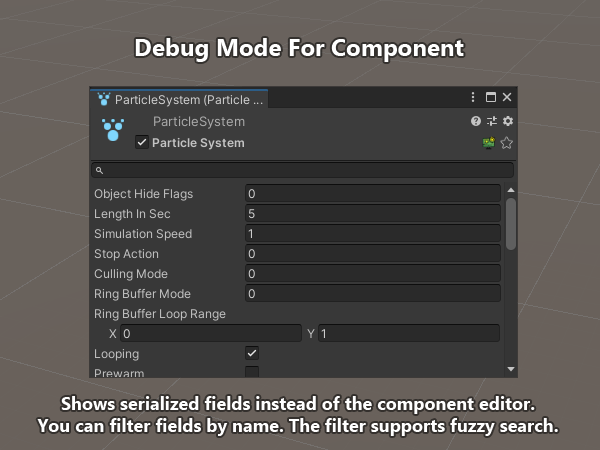 Debug Mode For Component
ParticleSystem (Particle ...
ParticleSystem
Particle System
Object Hide Flags 0
Length In Sec 5
Simulation Speed 1
Stop Action 0
Culling Mode 0
Ring Buffer Mode 0
Ring Buffer Loop Range
X 0 Y 1
Looping
Prewarm
Shows serialized fields instead of the component editor.
You can filter fields by name. The filter supports fuzzy search.